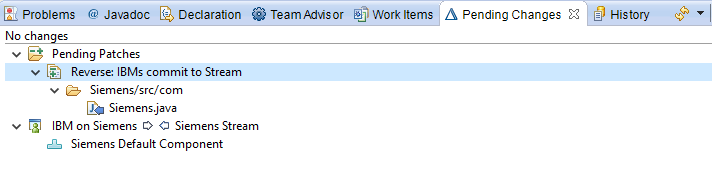 Problems @ Javadoc Declaration Team Advisor Work Items Pending Changes History
No changes
Pending Patches
Reverse: IBMs commit to Stream
Siemens/src/com
Siemens.java
IBM on Siemens Siemens Stream
Siemens Default Component